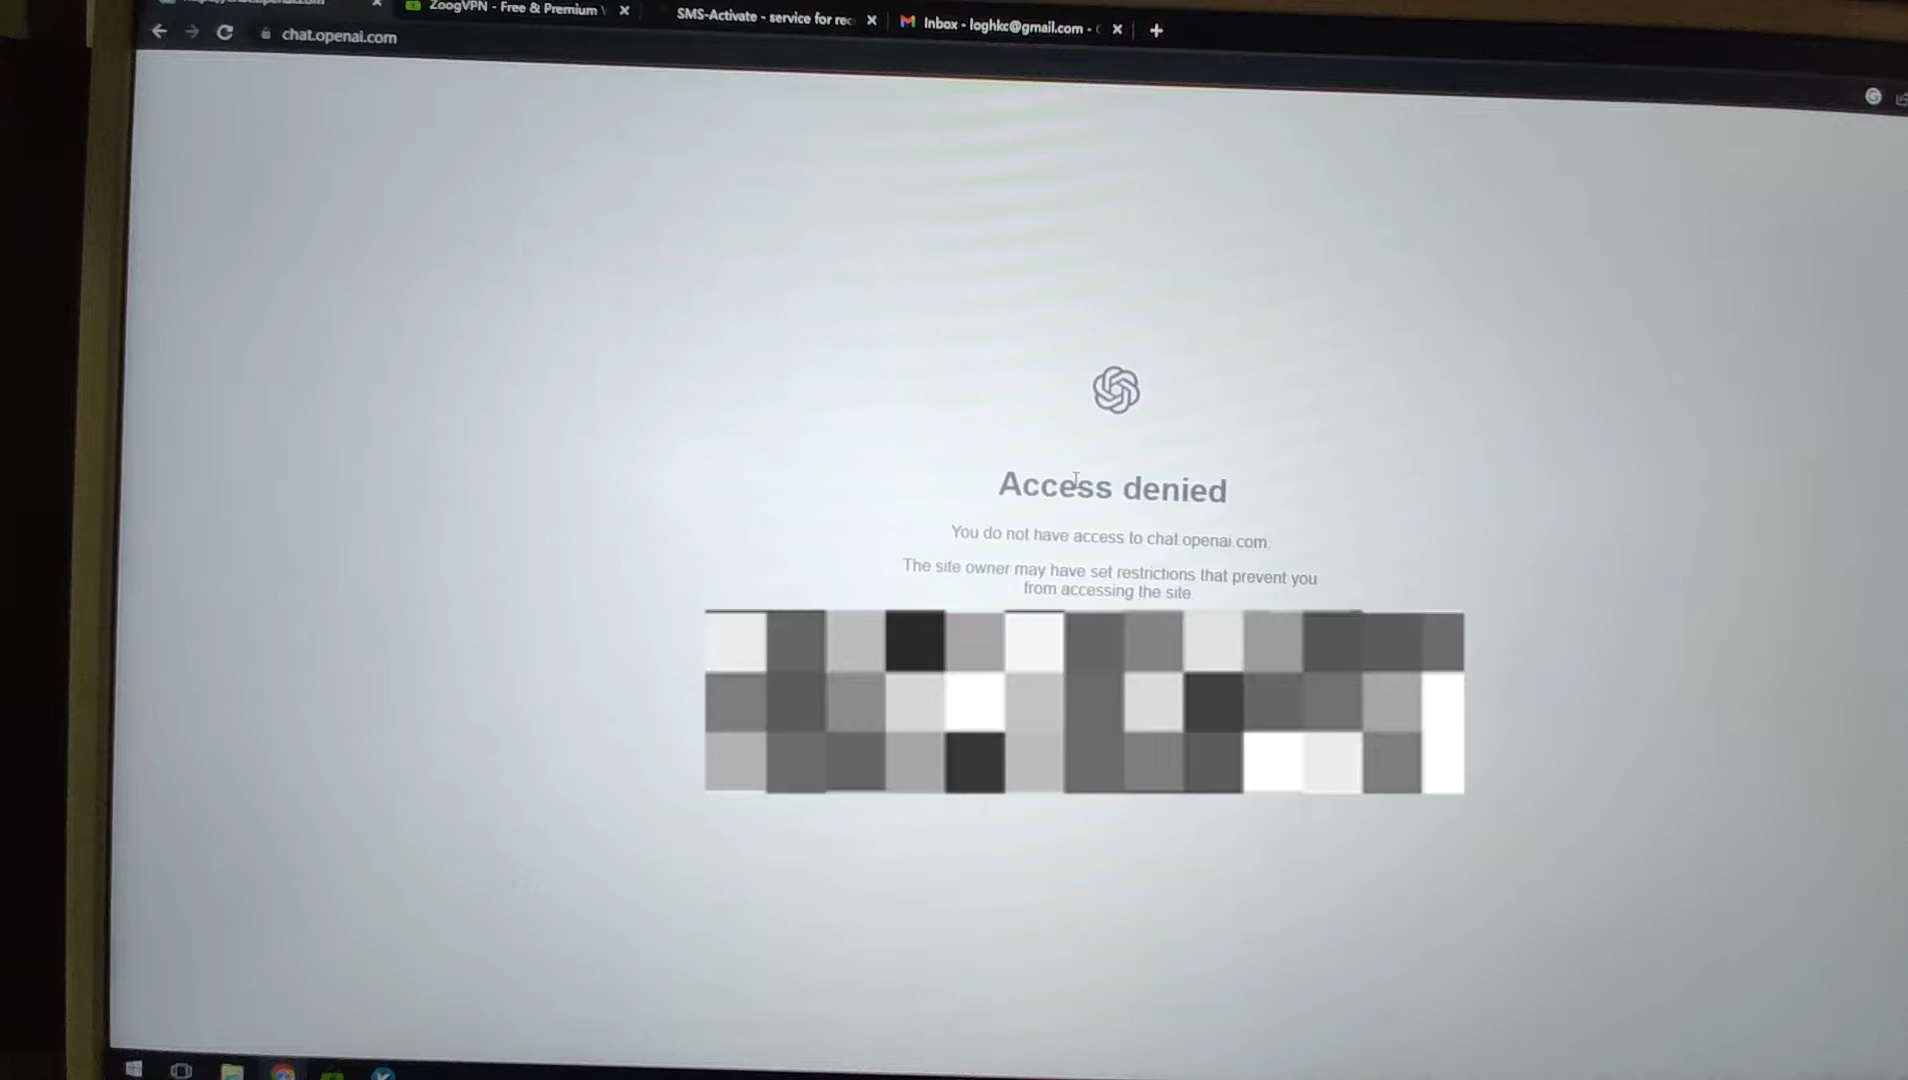 ZoogVPN - Free & Premium
SMS-Activate - service for rec
Inbox - loghkc@gmail.com -
chat.openai.com
Access denied
You do not have access to chat.openai.com.
The site owner may have set restrictions that prevent you
from accessing the site